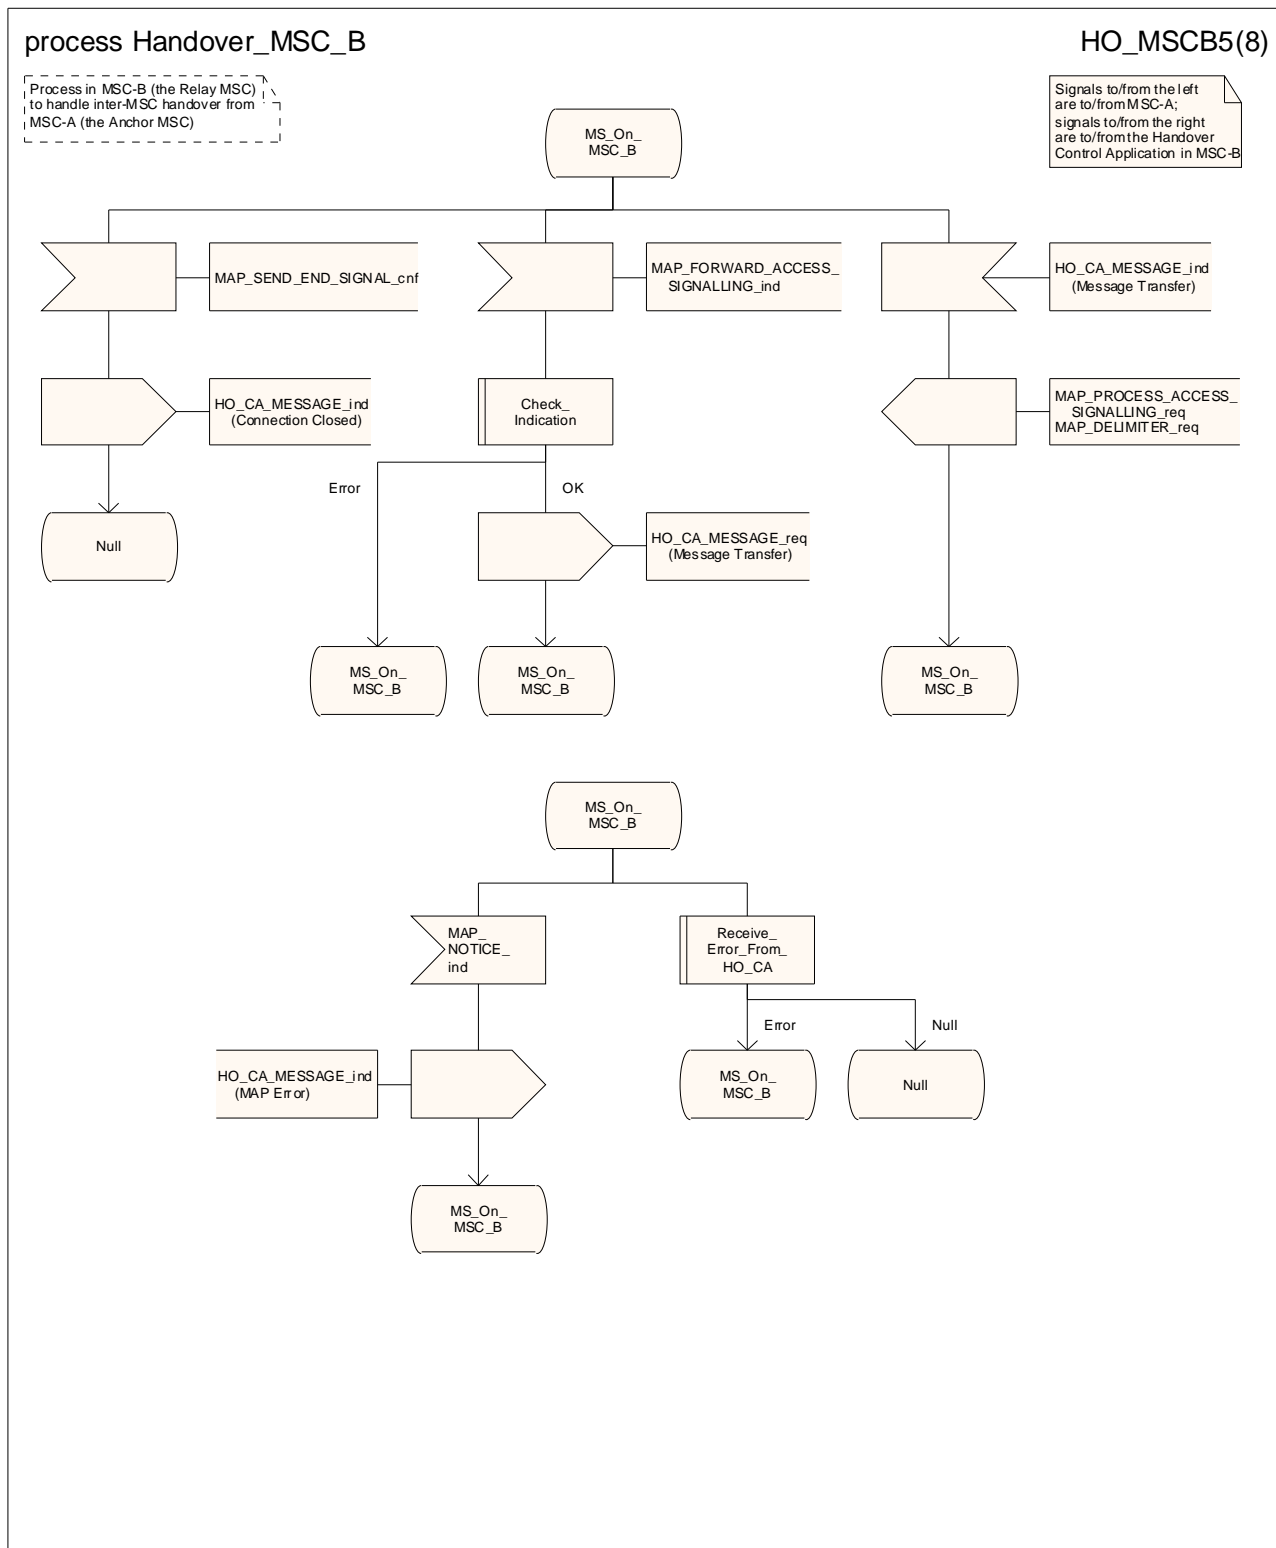 process Handover_MSC_B
HO_MSCB5(8)
Process in MSC-B (the Relay MSC)
to handle inter-MSC handover from
MSC-A (the Anchor MSC)
Signals to/from the left
are to/from MSC-A;
signals to/from the right
are to/from the Handover
Control Application in MSC-B
MS_On_
MSC_B
MAP_SEND_END_SIGNAL_cnf
MAP_FORWARD_ACCESS_
SIGNALLING_ind
HO_CA_MESSAGE_ind
(Message Transfer)
HO_CA_MESSAGE_ind
(Connection Closed)
Check_
Indication
MAP_PROCESS_ACCESS_
SIGNALLING_req
MAP_DELIMITER_req
Error
OK
Null
HO_CA_MESSAGE_req
(Message Transfer)
MS_On_
MSC_B
MS_On_
MSC_B
MS_On_
MSC_B
MS_On_
MSC_B
MAP_
NOTICE_
ind
Receive_
Error_From_
HO_CA
Error
Null
HO_CA_MESSAGE_ind
(MAP Error)
MS_On_
MSC_B
Null
MS_On_
MSC_B